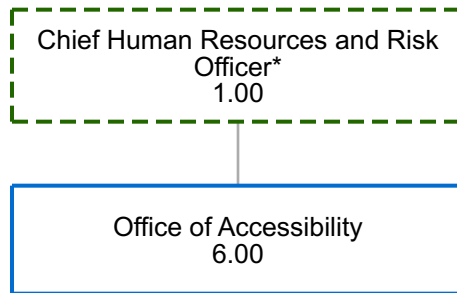 Chief Human Resources and Risk
Officer*
1.00
Office of Accessibility
6.00